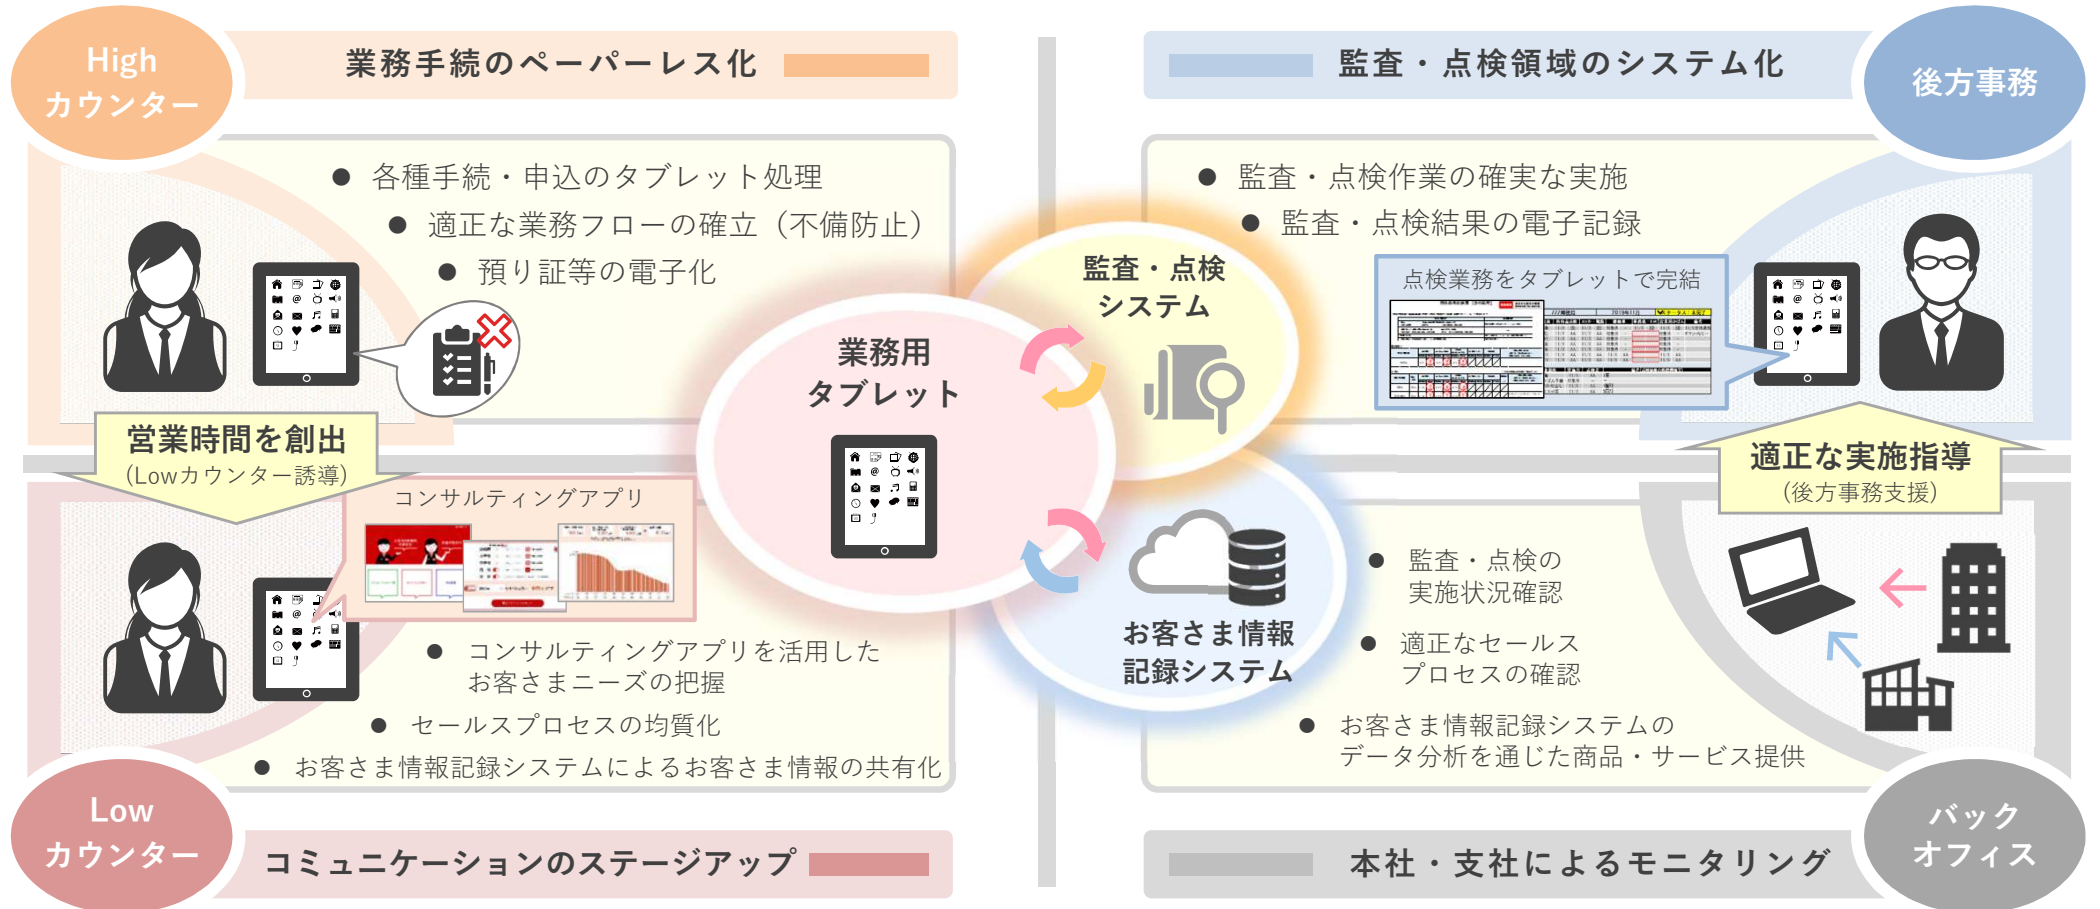 High
カウンター
業務手続のペーパーレス化
● 各種手続・申込のタブレット処理
● 適正な業務フローの確立（不備防止）
● 預り証等の電子化
営業時間を創出
(Lowカウンター誘導)
監査・点検領域のシステム化
後方事務
● 監査・点検作業の確実な実施
● 監査・点検結果の電子記録
点検業務をタブレットで完結
2019年11月
適正な実施指導
(後方事務支援)
監査・点検
システム
業務用
タブレット
お客さま情報
記録システム
コンサルティングアプリ
● コンサルティングアプリを活用した
お客さまニーズの把握
● セールスプロセスの均質化
● お客さま情報記録システムによるお客さま情報の共有化
Low
カウンター
コミュニケーションのステージアップ
● 監査・点検の
実施状況確認
● 適正なセールス
プロセスの確認
● お客さま情報記録システムの
データ分析を通じた商品・サービス提供
本社・支社によるモニタリング
バック
オフィス